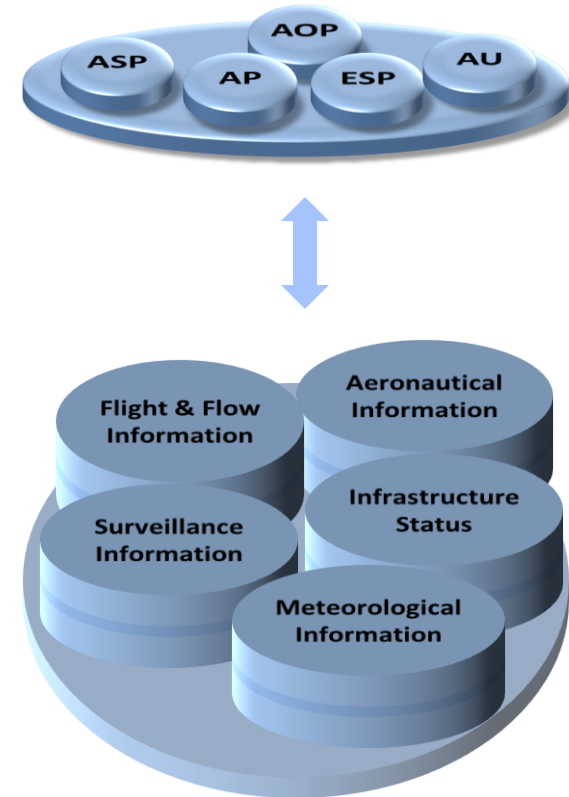 AOP
ASP
AU
AP
ESP
Aeronautical
Information
Flight & Flow
Information
Infrastructure
Status
Surveillance
Information
Meteorological
Information